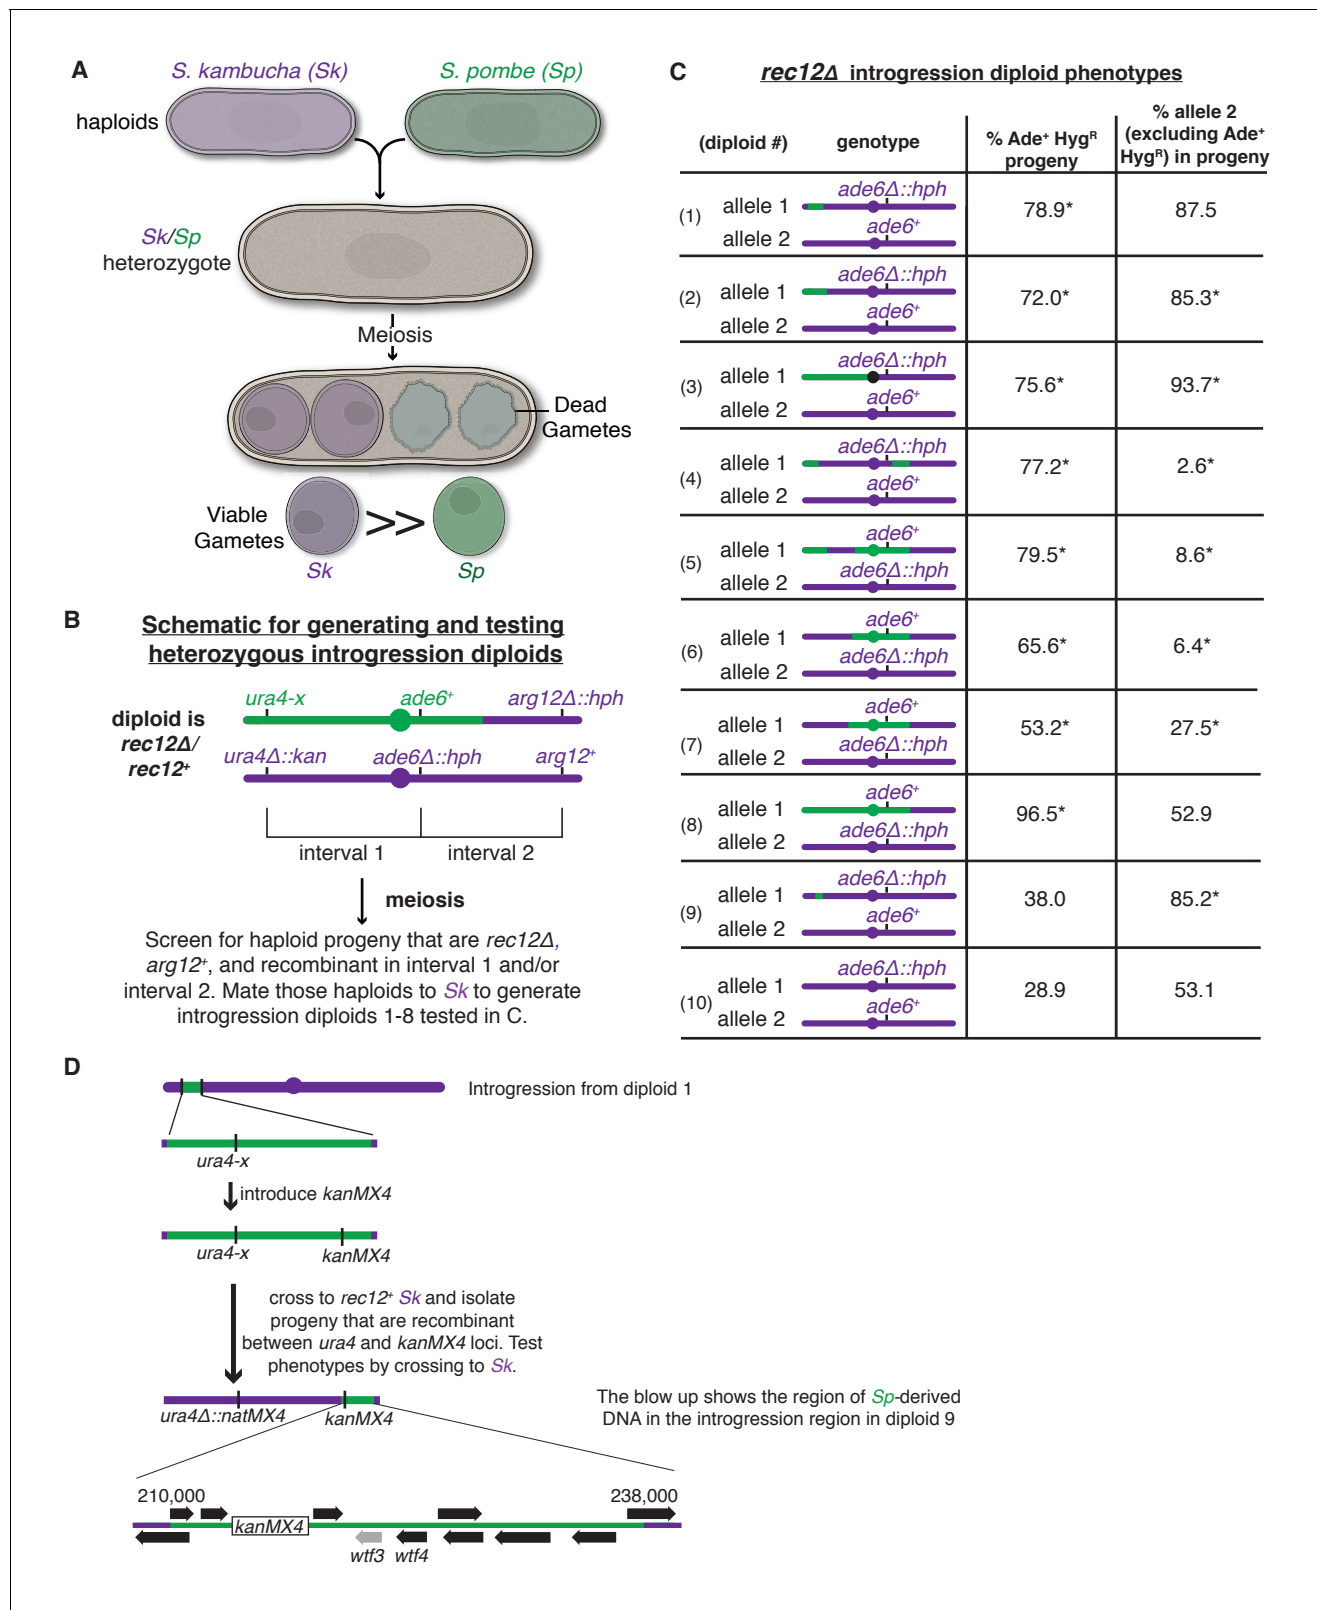 A
S. kambucha (Sk)
S. pombe (Sp)
haploids
Sk/Sp
heterozygote
Meiosis
Dead
Gametes
Viable
Gametes
>>
Sk
Sp
B
Schematic for generating and testing
heterozygous introgression diploids
ura4-x
ade6⁺
arg12Δ::hph
diploid is
rec12Δ/
rec12⁺
ura4Δ::kan
ade6Δ::hph
arg12⁺
interval 1
interval 2
meiosis
Screen for haploid progeny that are rec12Δ,
arg12⁺, and recombinant in interval 1 and/or
interval 2. Mate those haploids to Sk to generate
introgression diploids 1-8 tested in C.
C
rec12Δ introgression diploid phenotypes
(diploid #)
genotype
% Ade⁺ Hygᴿ
progeny
% allele 2
(excluding Ade⁺
Hygᴿ) in progeny
(1)
allele 1
ade6Δ::hph
allele 2
ade6⁺
78.9*
87.5
(2)
allele 1
ade6Δ::hph
allele 2
ade6⁺
72.0*
85.3*
(3)
allele 1
ade6Δ::hph
allele 2
ade6⁺
75.6*
93.7*
(4)
allele 1
ade6Δ::hph
allele 2
ade6⁺
77.2*
2.6*
(5)
allele 1
ade6⁺
allele 2
ade6Δ::hph
79.5*
8.6*
(6)
allele 1
ade6⁺
allele 2
ade6Δ::hph
65.6*
6.4*
(7)
allele 1
ade6⁺
allele 2
ade6Δ::hph
53.2*
27.5*
(8)
allele 1
ade6⁺
allele 2
ade6Δ::hph
96.5*
52.9
(9)
allele 1
ade6Δ::hph
allele 2
ade6⁺
38.0
85.2*
(10)
allele 1
ade6Δ::hph
allele 2
ade6⁺
28.9
53.1
D
Introgression from diploid 1
ura4-x
introduce kanMX4
ura4-x
kanMX4
cross to rec12⁺ Sk and isolate
progeny that are recombinant
between ura4 and kanMX4 loci. Test
phenotypes by crossing to Sk.
ura4Δ::natMX4
kanMX4
The blow up shows the region of Sp-derived
DNA in the introgression region in diploid 9
210,000
238,000
kanMX4
wtf3
wtf4